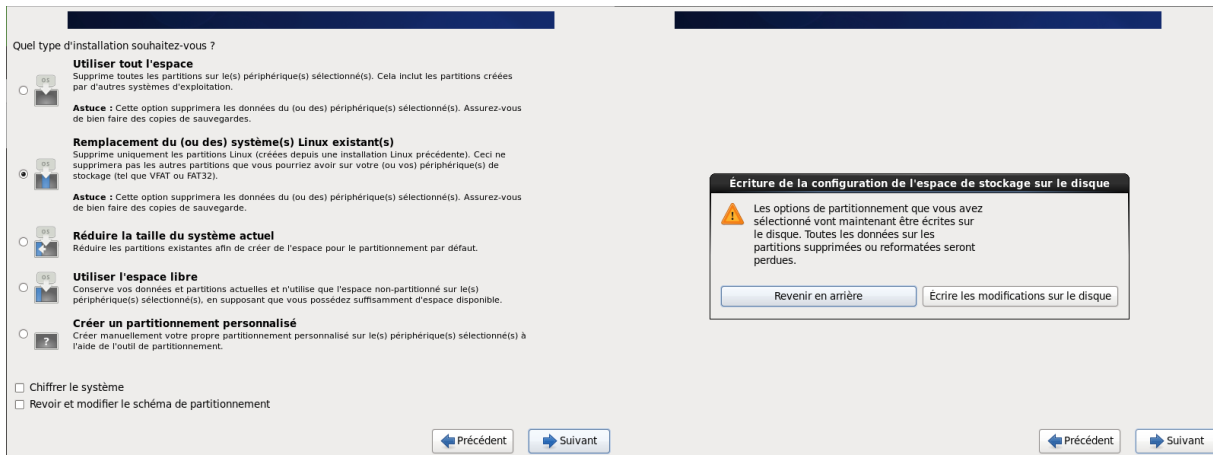 Quel type d'installation souhaitez-vous ?
Utiliser tout l'espace
Supprime toutes les partitions sur le(s) périphérique(s) sélectionné(s). Cela inclut les partitions créées
par d'autres systèmes d'exploitation.
Astuce : Cette option supprimera les données du (ou des) périphérique(s) sélectionné(s). Assurez-vous
de bien faire des copies de sauvegardes.
Remplacement du (ou des) système(s) Linux existant(s)
Supprime uniquement les partitions Linux (créées depuis une installation Linux précédente). Ceci ne
supprimera pas les autres partitions que vous pourriez avoir sur votre (ou vos) périphérique(s) de
stockage (tel que VFAT ou FAT32).
Astuce : Cette option supprimera les données du (ou des) périphérique(s) sélectionné(s). Assurez-vous
de bien faire des copies de sauvegarde.
Réduire la taille du système actuel
Réduire les partitions existantes afin de créer de l'espace pour le partitionnement par défaut.
Utiliser l'espace libre
Conserve vos données et partitions actuelles et n'utilise que l'espace non-partitionné sur le(s)
périphérique(s) sélectionné(s), en supposant que vous possédez suffisamment d'espace disponible.
Créer un partitionnement personnalisé
Créer manuellement votre propre partitionnement personnalisé sur le(s) périphérique(s) sélectionné(s) à
l'aide de l'outil de partitionnement.
Chiffrer le système
Revoir et modifier le schéma de partitionnement
Précédent
Suivant
Écriture de la configuration de l'espace de stockage sur le disque
Les options de partitionnement que vous avez
sélectionné vont maintenant être écrites sur
le disque. Toutes les données sur les
partitions supprimées ou reformatées seront
perdues.
Revenir en arrière
Écrire les modifications sur le disque
Précédent
Suivant